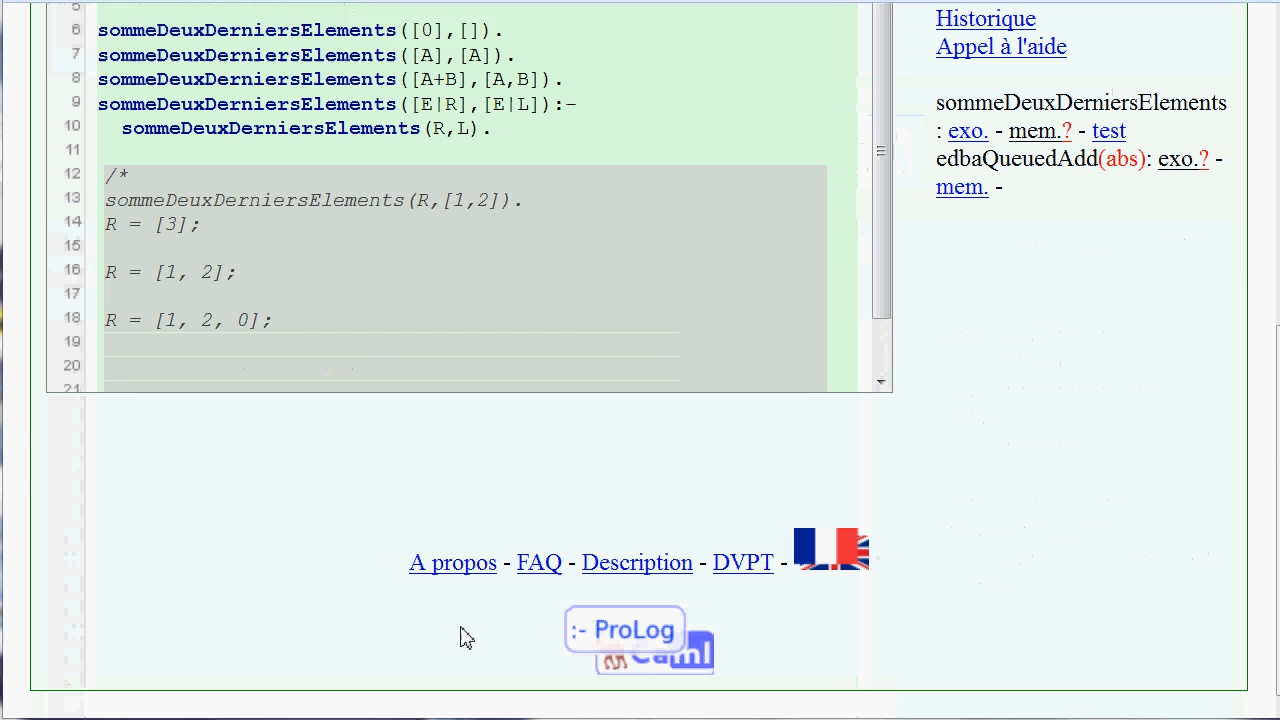 5
6 sommeDeuxDerniersElements([0],[]).
7 sommeDeuxDerniersElements([A],[A]).
8 sommeDeuxDerniersElements([A+B],[A,B]).
9 sommeDeuxDerniersElements([E|R],[E|L]):-
10 sommeDeuxDerniersElements(R,L).
11
12 /*
13 sommeDeuxDerniersElements(R,[1,2]).
14 R = [3];
15
16 R = [1, 2];
17
18 R = [1, 2, 0];
19
20
21
Historique
Appel à l'aide
sommeDeuxDerniersElements
: exo. - mem.? - test
edbaQueuedAdd(abs): exo.? -
mem. -
A propos - FAQ - Description - DVPT -
:- ProLog
Caml